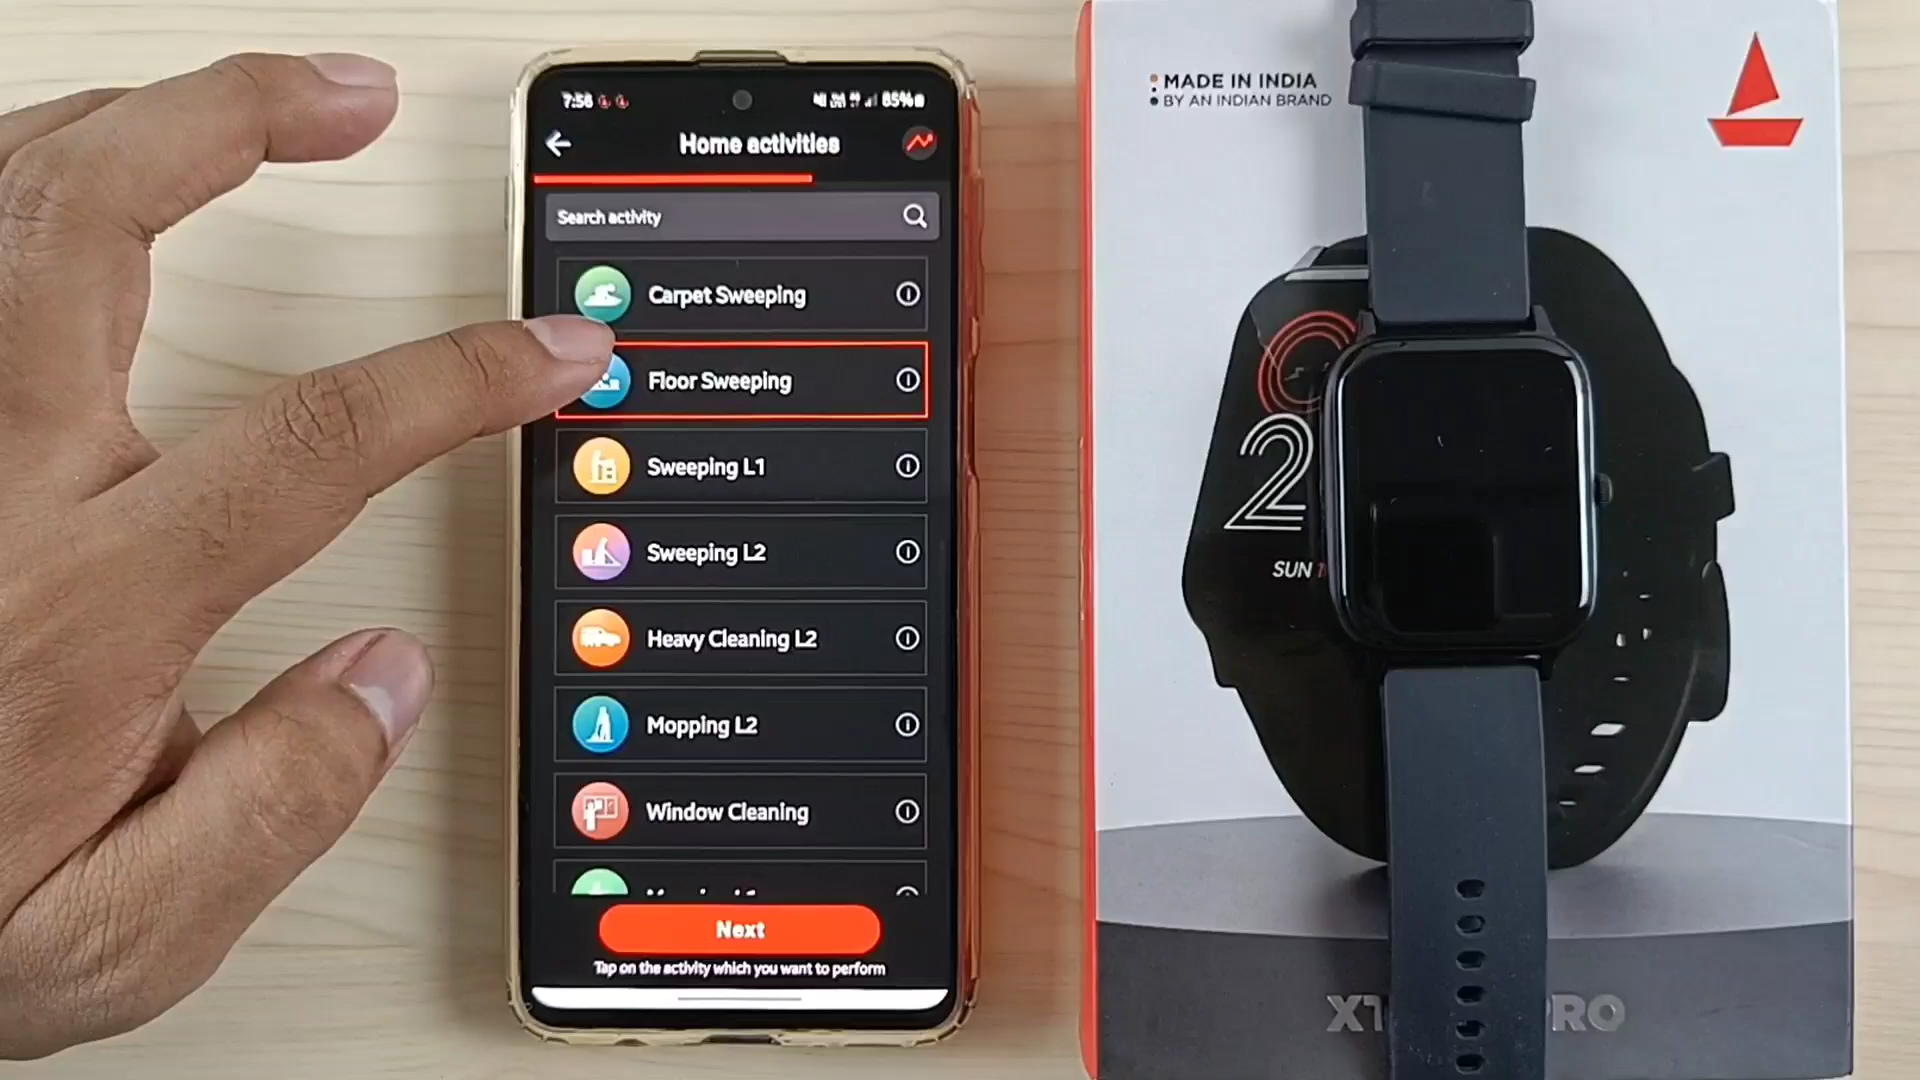 7:56
85%
Home activities
Search activity
Carpet Sweeping
Floor Sweeping
Sweeping L1
Sweeping L2
Heavy Cleaning L2
Mopping L2
Window Cleaning
Next
Tap on the activity which you want to perform
MADE IN INDIA
BY AN INDIAN BRAND
2
SUN
PRO